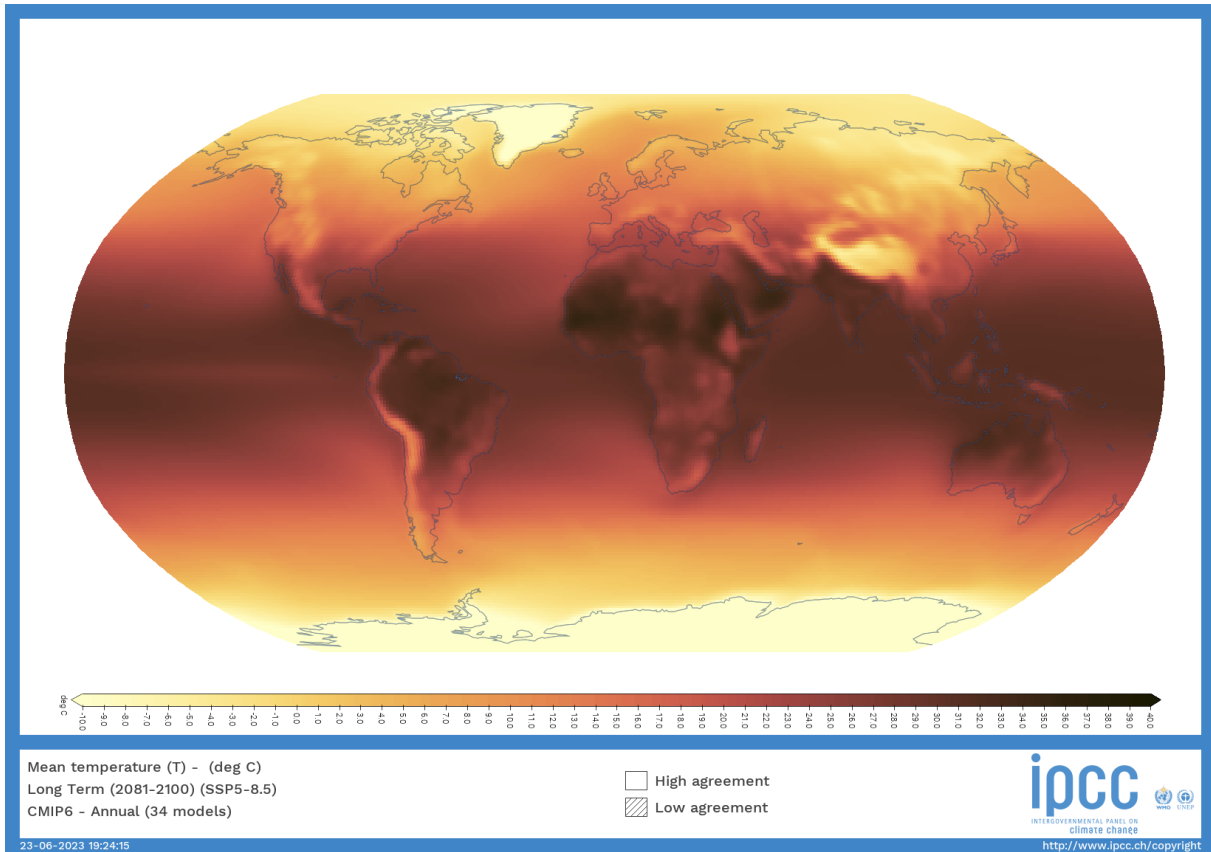 deg C
-10.0 -9.0 -8.0 -7.0 -6.0 -5.0 -4.0 -3.0 -2.0 -1.0 0.0 1.0 2.0 3.0 4.0 5.0 6.0 7.0 8.0 9.0 10.0 11.0 12.0 13.0 14.0 15.0 16.0 17.0 18.0 19.0 20.0 21.0 22.0 23.0 24.0 25.0 26.0 27.0 28.0 29.0 30.0 31.0 32.0 33.0 34.0 35.0 36.0 37.0 38.0 39.0 40.0
Mean temperature (T) - (deg C)
Long Term (2081-2100) (SSP5-8.5)
CMIP6 - Annual (34 models)
High agreement
Low agreement
ipcc
INTERGOVERNMENTAL PANEL ON
climate change
WMO UNEP
23-06-2023 19:24:15
http://www.ipcc.ch/copyright